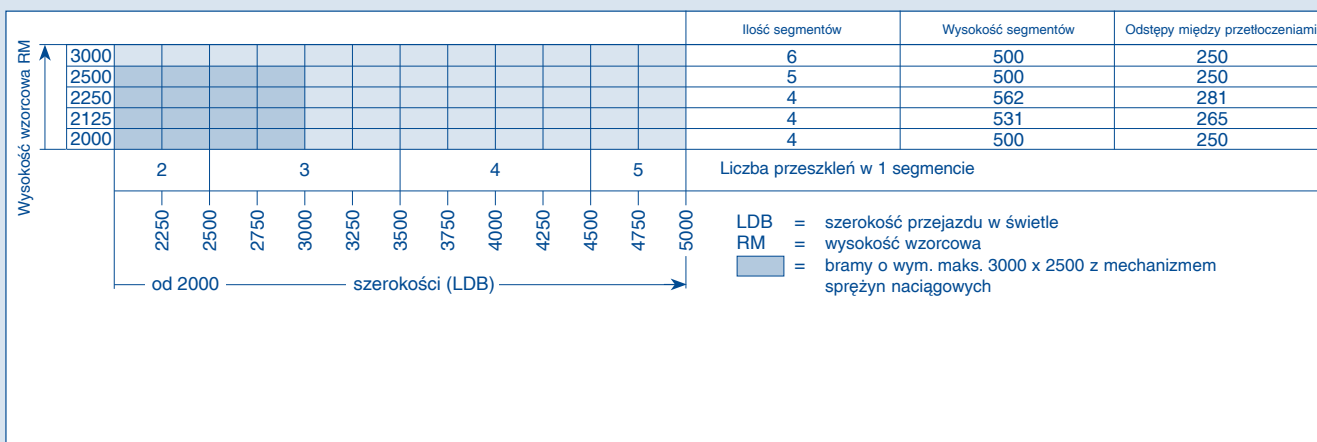 Ilość segmentów Wysokość segmentów Odstępy między przetłoczeniami
Wysokość wzorcowa RM
3000 6 500 250
2500 5 500 250
2250 4 562 281
2125 4 531 265
2000 4 500 250
2 3 4 5 Liczba przeszkleń w 1 segmencie
2250 2500 2750 3000 3250 3500 3750 4000 4250 4500 4750 5000
od 2000 szerokości (LDB)
LDB = szerokość przejazdu w świetle
RM = wysokość wzorcowa
= bramy o wym. maks. 3000 x 2500 z mechanizmem
sprężyn naciągowych